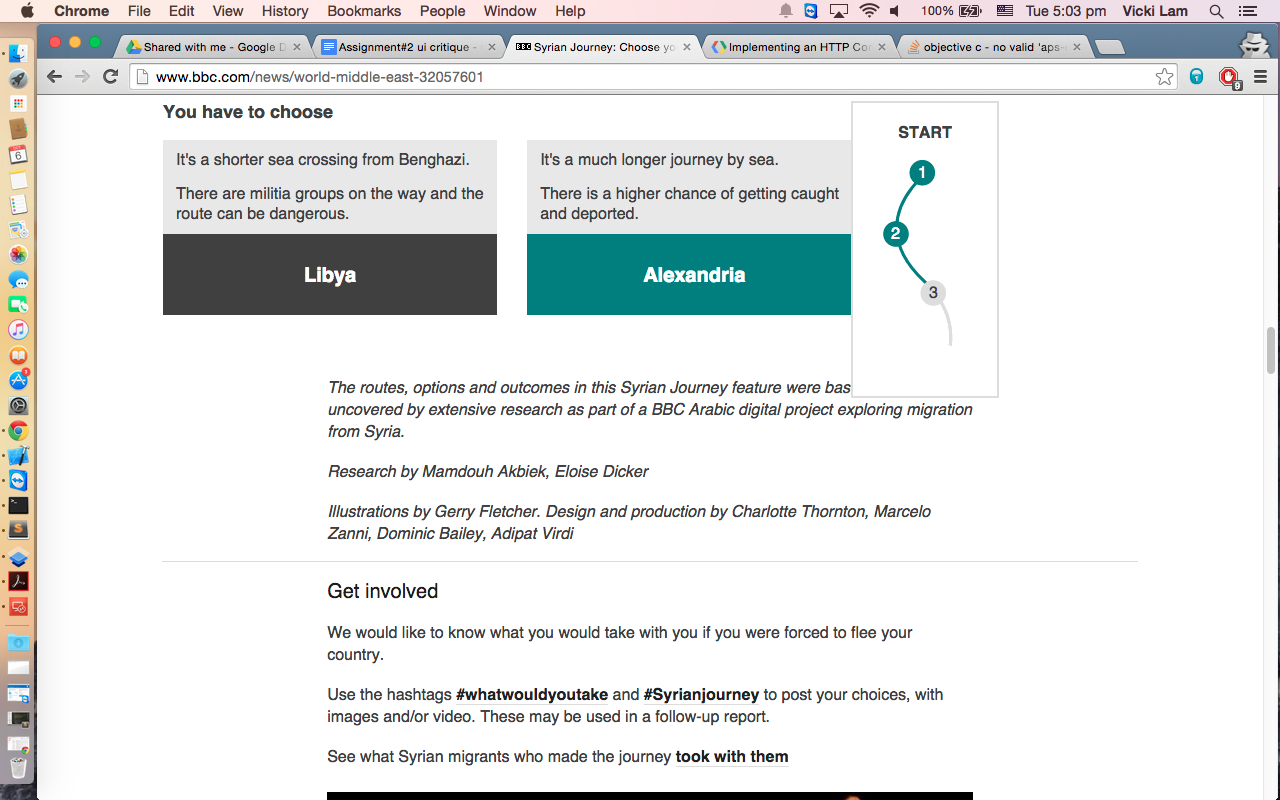 Chrome File Edit View History Bookmarks People Window Help 100% Tue 5:03 pm Vicki Lam
Shared with me - Google D
Assignment#2 ui critique -
BBC Syrian Journey: Choose yo
Implementing an HTTP Co
objective c - no valid 'aps-
www.bbc.com/news/world-middle-east-32057601
You have to choose
It's a shorter sea crossing from Benghazi.
There are militia groups on the way and the
route can be dangerous.
Libya
It's a much longer journey by sea.
There is a higher chance of getting caught
and deported.
Alexandria
START
1
2
3
The routes, options and outcomes in this Syrian Journey feature were bas
uncovered by extensive research as part of a BBC Arabic digital project exploring migration
from Syria.
Research by Mamdouh Akbiek, Eloise Dicker
Illustrations by Gerry Fletcher. Design and production by Charlotte Thornton, Marcelo
Zanni, Dominic Bailey, Adipat Virdi
Get involved
We would like to know what you would take with you if you were forced to flee your
country.
Use the hashtags #whatwouldyoutake and #Syrianjourney to post your choices, with
images and/or video. These may be used in a follow-up report.
See what Syrian migrants who made the journey took with them